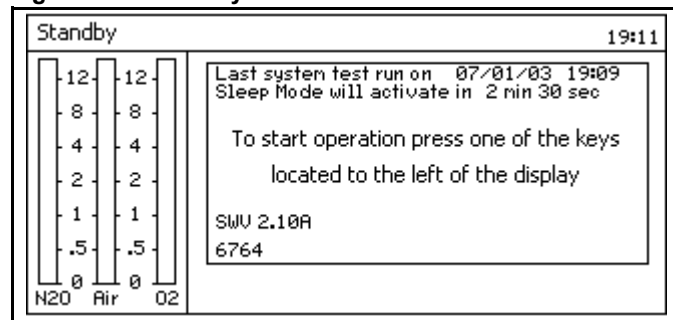 Standby
19:11
12 12
8 8
4 4
2 2
1 1
.5 .5
0 0
N2O Air O2
Last system test run on 07/01/03 19:09
Sleep Mode will activate in 2 min 30 sec
To start operation press one of the keys
located to the left of the display
SWV 2.10A
6764